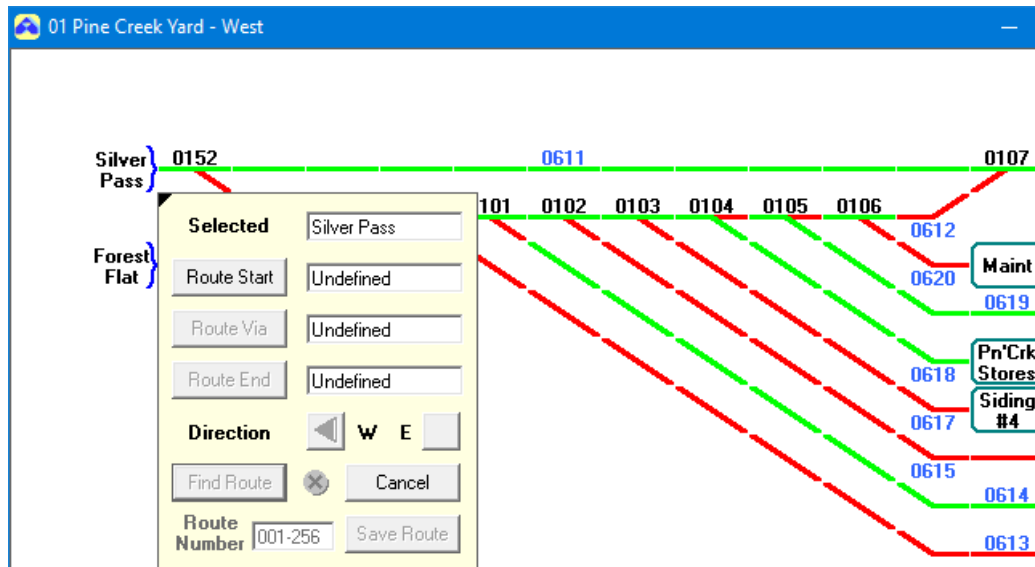 01 Pine Creek Yard - West
Silver
Pass
0152
0611
0107
101
0102
0103
0104
0105
0106
0612
Forest
Flat
Selected
Silver Pass
Route Start
Undefined
Route Via
Undefined
Route End
Undefined
Direction
W
E
Find Route
Cancel
Route
Number
001-256
Save Route
Maint
0620
0619
Pn'Crk
Stores
0618
Siding
#4
0617
0615
0614
0613